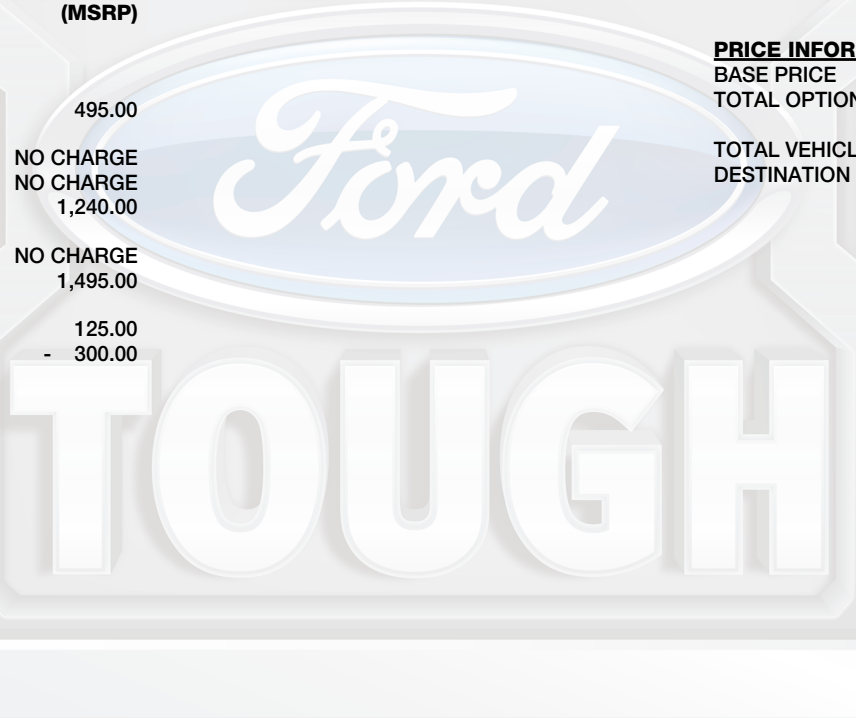 (MSRP)
495.00
NO CHARGE
NO CHARGE
1,240.00
NO CHARGE
1,495.00
125.00
- 300.00
PRICE INFOR
BASE PRICE
TOTAL OPTION
TOTAL VEHICL
DESTINATION
Ford
TOUGH